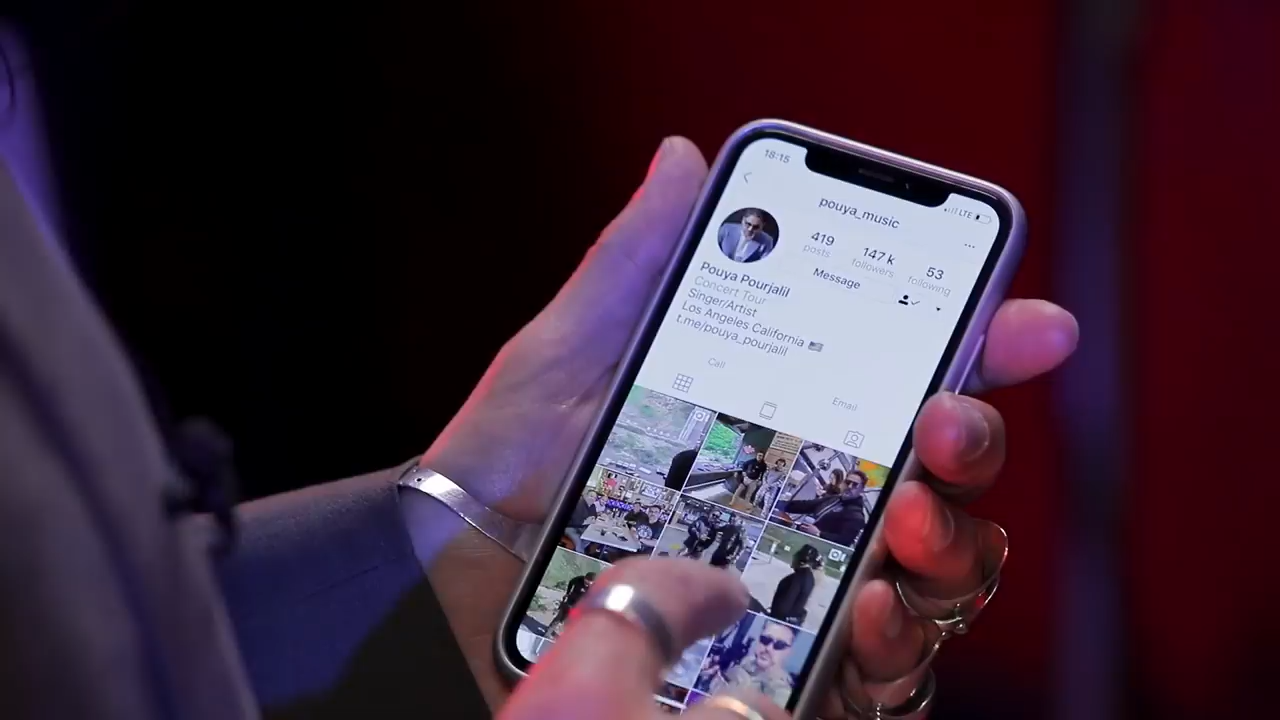 18:15
LTE
pouya_music
419 147k 53
posts followers following
Message
Pouya Pourjalil
Concert Tour
Singer/Artist
Los Angeles California 🇺🇸
t.me/pouya_pourjalil
Call
Email